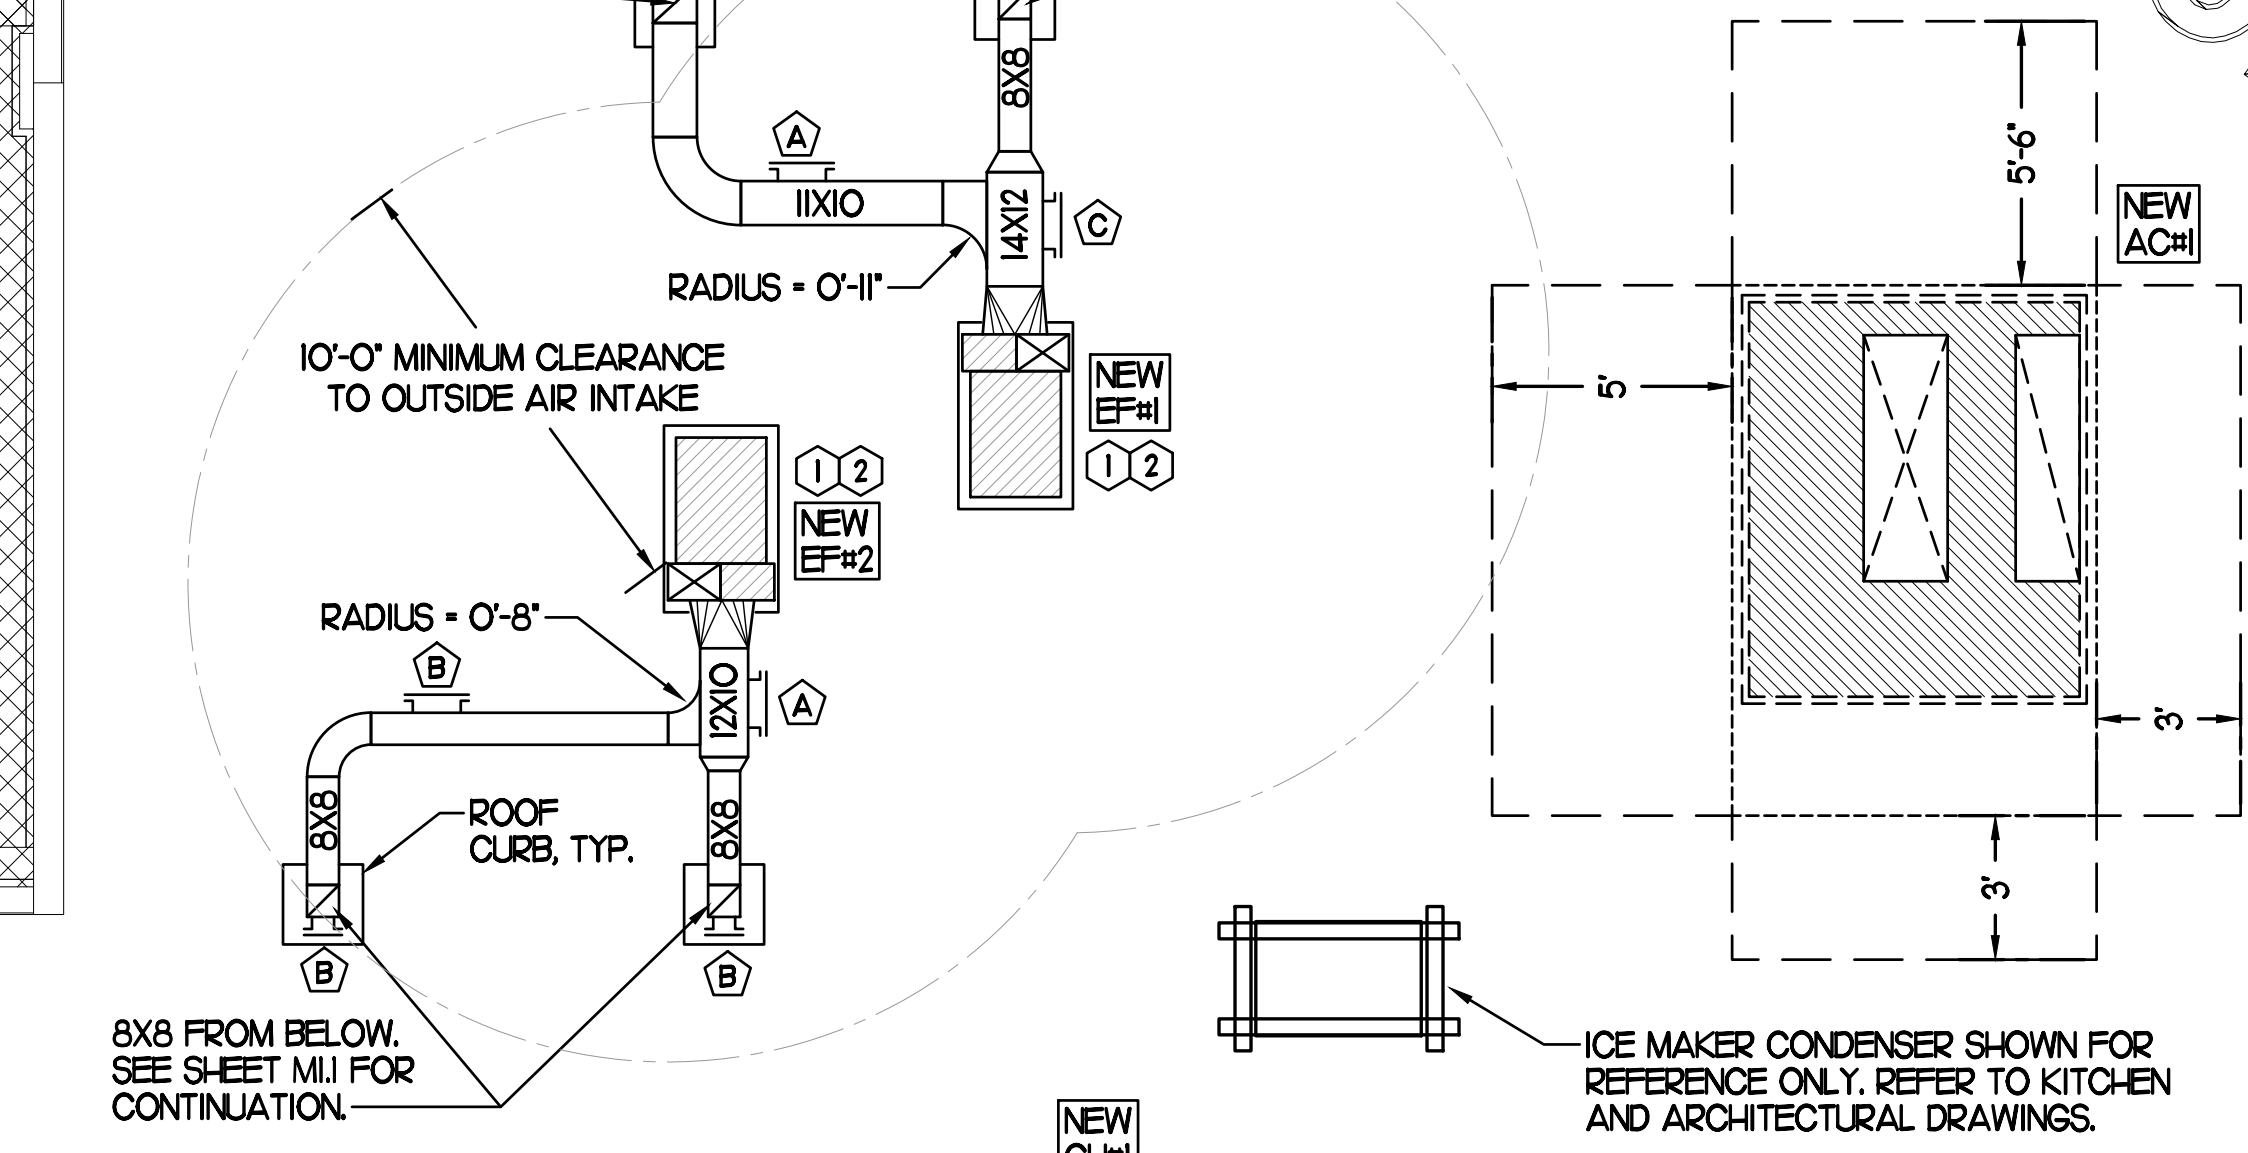 8X8
5'-6"
A
NEW
AC#1
11X10
14X12
C
RADIUS = 0'-11"
10'-0" MINIMUM CLEARANCE
TO OUTSIDE AIR INTAKE
NEW
EF#1
5'
1 2
1 2
NEW
EF#2
RADIUS = 0'-8"
B
12X10
A
3'
8X8
ROOF
CURB, TYP.
8X8
3'
B
B
8X8 FROM BELOW.
SEE SHEET M1.1 FOR
CONTINUATION.
ICE MAKER CONDENSER SHOWN FOR
REFERENCE ONLY. REFER TO KITCHEN
AND ARCHITECTURAL DRAWINGS.
NEW